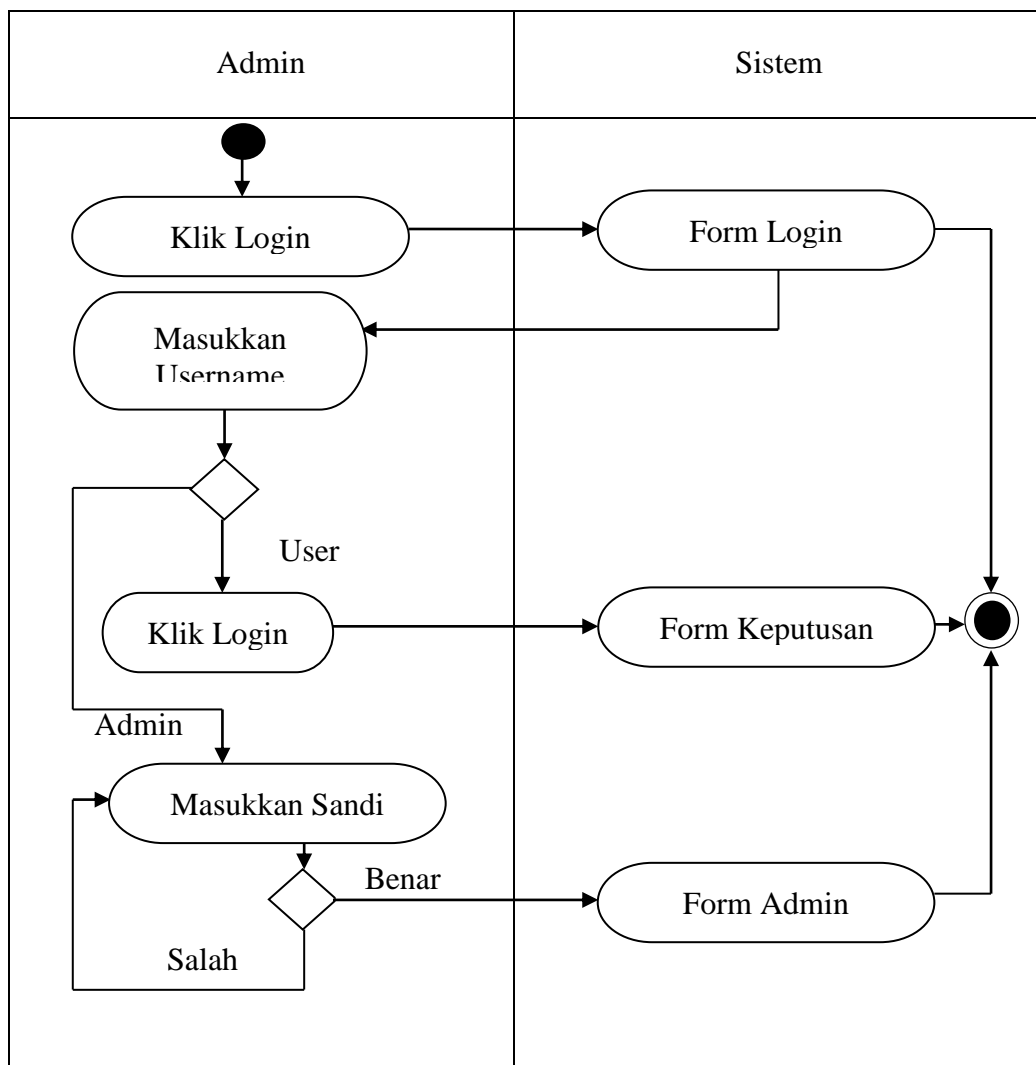 Admin
Sistem
Klik Login
Form Login
Masukkan
Username
User
Klik Login
Form Keputusan
Admin
Masukkan Sandi
Benar
Form Admin
Salah